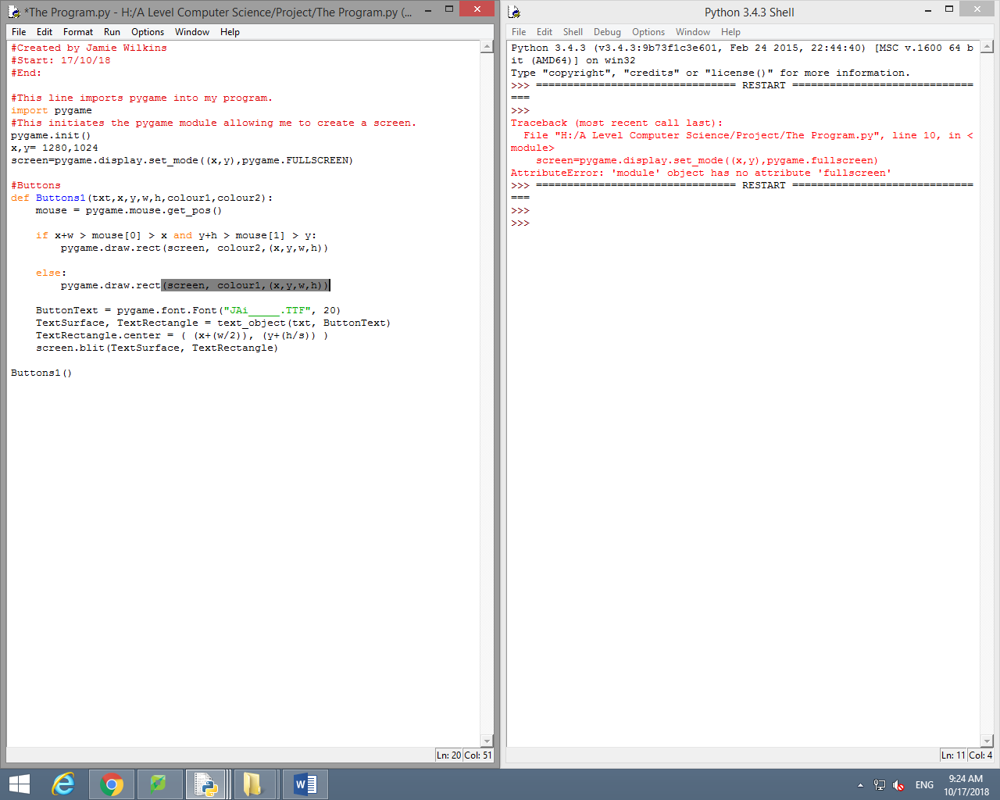 *The Program.py - H:/A Level Computer Science/Project/The Program.py (...
File Edit Format Run Options Window Help
#Created by Jamie Wilkins
#Start: 17/10/18
#End:
#This line imports pygame into my program.
import pygame
#This initiates the pygame module allowing me to create a screen.
pygame.init()
x,y= 1280,1024
screen=pygame.display.set_mode((x,y),pygame.FULLSCREEN)
#Buttons
def Buttons1(txt,x,y,w,h,colour1,colour2):
    mouse = pygame.mouse.get_pos()
    if x+w > mouse[0] > x and y+h > mouse[1] > y:
        pygame.draw.rect(screen, colour2,(x,y,w,h))
    else:
        pygame.draw.rect(screen, colour1,(x,y,w,h))
    ButtonText = pygame.font.Font("JAi_____.TTF", 20)
    TextSurface, TextRectangle = text_object(txt, ButtonText)
    TextRectangle.center = ( (x+(w/2)), (y+(h/s)) )
    screen.blit(TextSurface, TextRectangle)
Buttons1()
Ln: 20 Col: 51
Python 3.4.3 Shell
File Edit Shell Debug Options Window Help
Python 3.4.3 (v3.4.3:9b73f1c3e601, Feb 24 2015, 22:44:40) [MSC v.1600 64 b
it (AMD64)] on win32
Type "copyright", "credits" or "license()" for more information.
>>> ================================ RESTART =============================
===
>>>
Traceback (most recent call last):
  File "H:/A Level Computer Science/Project/The Program.py", line 10, in <
module>
    screen=pygame.display.set_mode((x,y),pygame.fullscreen)
AttributeError: 'module' object has no attribute 'fullscreen'
>>> ================================ RESTART =============================
===
>>>
>>>
Ln: 11 Col: 4
ENG
9:24 AM
10/17/2018